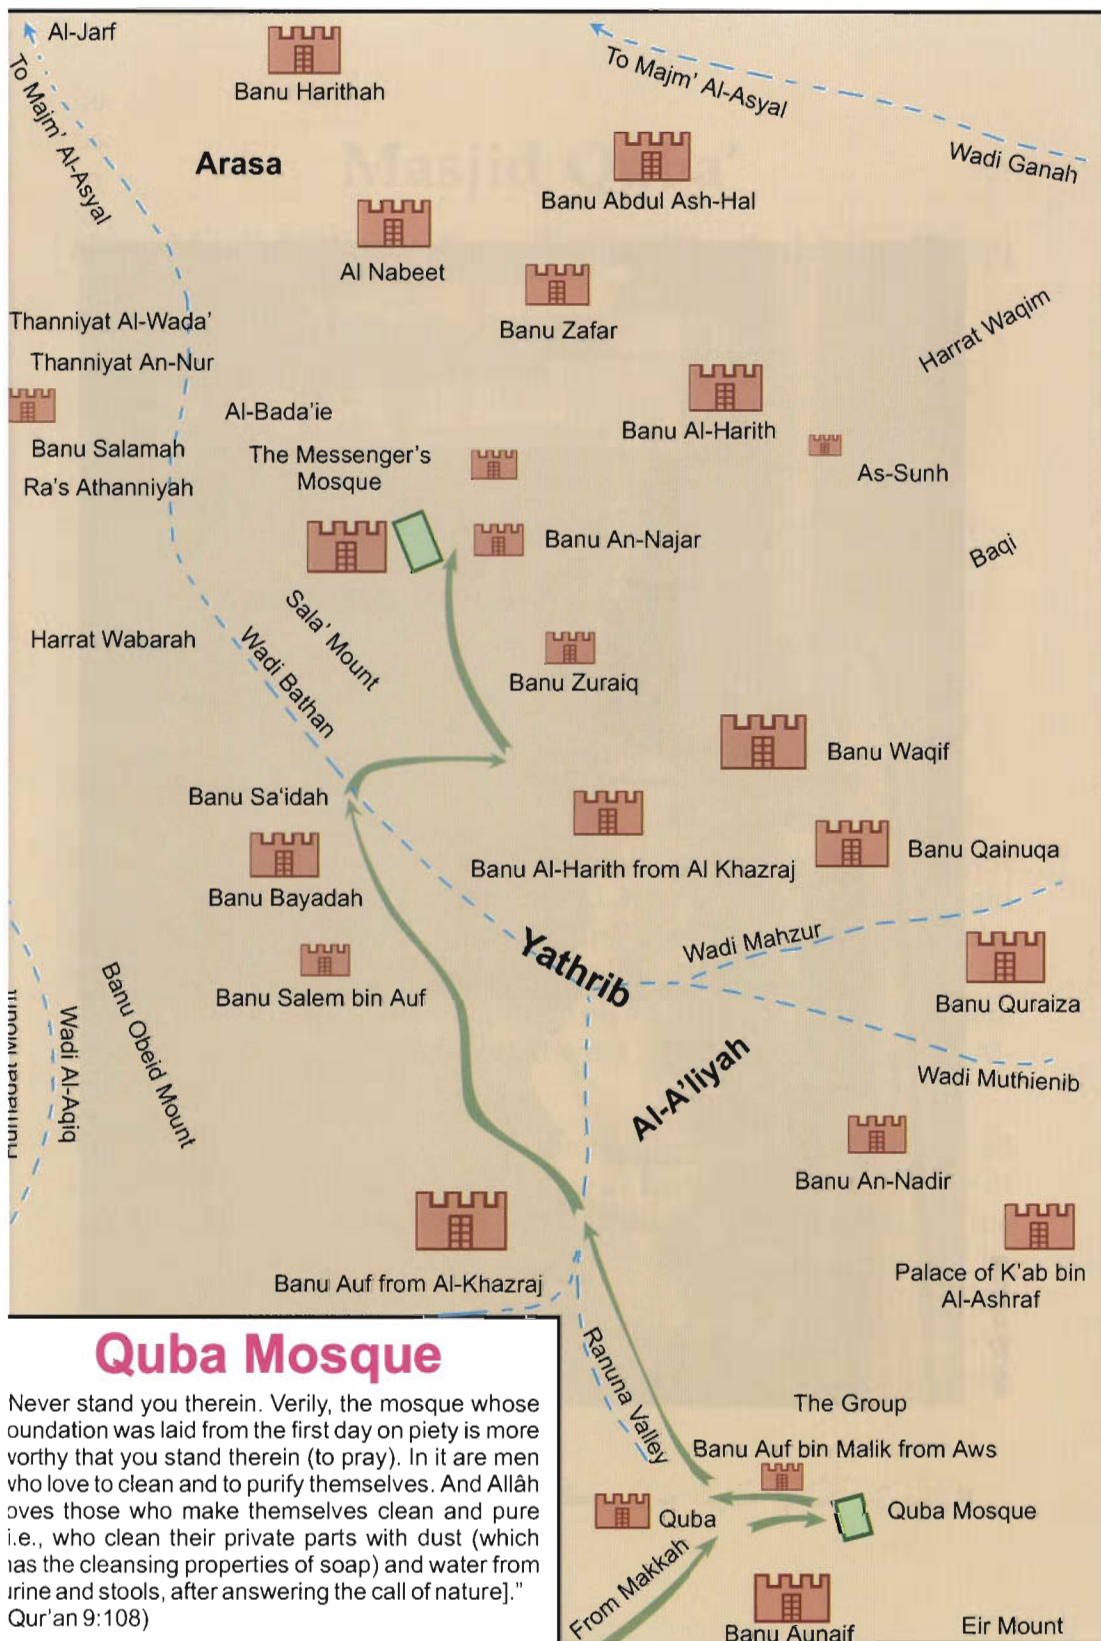 Al-Jarf
To Majm' Al-Asyal
Banu Harithah
To Majm' Al-Asyal
Wadi Ganah
Arasa
Banu Abdul Ash-Hal
Al Nabeet
Banu Zafar
Harrat Waqim
Thanniyat Al-Wada'
Thanniyat An-Nur
Al-Bada'ie
Banu Al-Harith
Banu Salamah
The Messenger's
Mosque
As-Sunh
Ra's Athanniyah
Banu An-Najar
Baqi
Sala' Mount
Harrat Wabarah
Wadi Bathan
Banu Zuraiq
Banu Waqif
Banu Sa'idah
Banu Al-Harith from Al Khazraj
Banu Qainuqa
Banu Bayadah
Yathrib
Wadi Mahzur
Banu Salem bin Auf
Banu Quraiza
Banu Obeid Mount
Wadi Al-Aqiq
Mount
Al-A'liyah
Wadi Muthienib
Banu An-Nadir
Banu Auf from Al-Khazraj
Palace of K'ab bin
Al-Ashraf
Ranuna Valley
The Group
Banu Auf bin Malik from Aws
Quba
Quba Mosque
From Makkah
Banu Aunaif
Eir Mount
Quba Mosque
Never stand you therein. Verily, the mosque whose
oundation was laid from the first day on piety is more
worthy that you stand therein (to pray). In it are men
who love to clean and to purify themselves. And Allâh
oves those who make themselves clean and pure
i.e., who clean their private parts with dust (which
has the cleansing properties of soap) and water from
urine and stools, after answering the call of nature]."
Qur'an 9:108)